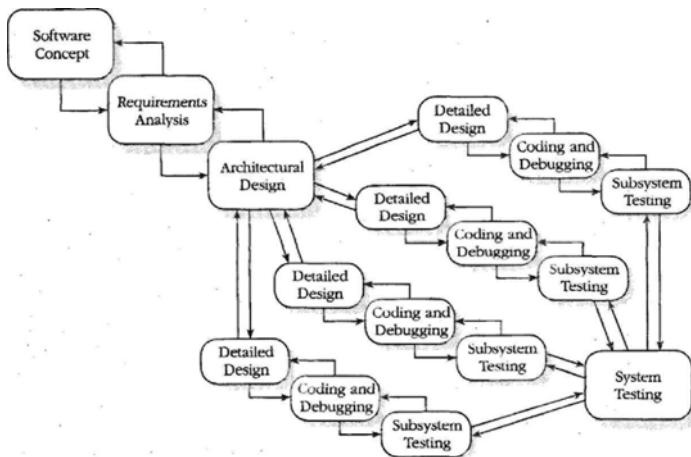 Software
Concept
Requirements
Analysis
Architectural
Design
Detailed
Design
Coding and
Debugging
Subsystem
Testing
Detailed
Design
Coding and
Debugging
Subsystem
Testing
Detailed
Design
Coding and
Debugging
Subsystem
Testing
Detailed
Design
Coding and
Debugging
Subsystem
Testing
System
Testing